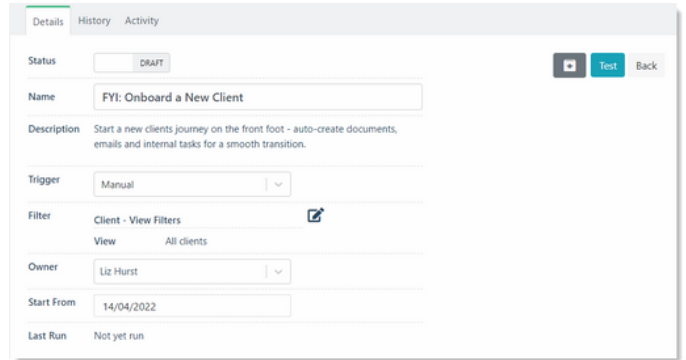 Details History Activity
Status DRAFT Test Back
Name FYI: Onboard a New Client
Description Start a new clients journey on the front foot - auto-create documents,
emails and internal tasks for a smooth transition.
Trigger Manual
Filter Client - View Filters
View All clients
Owner Liz Hurst
Start From 14/04/2022
Last Run Not yet run